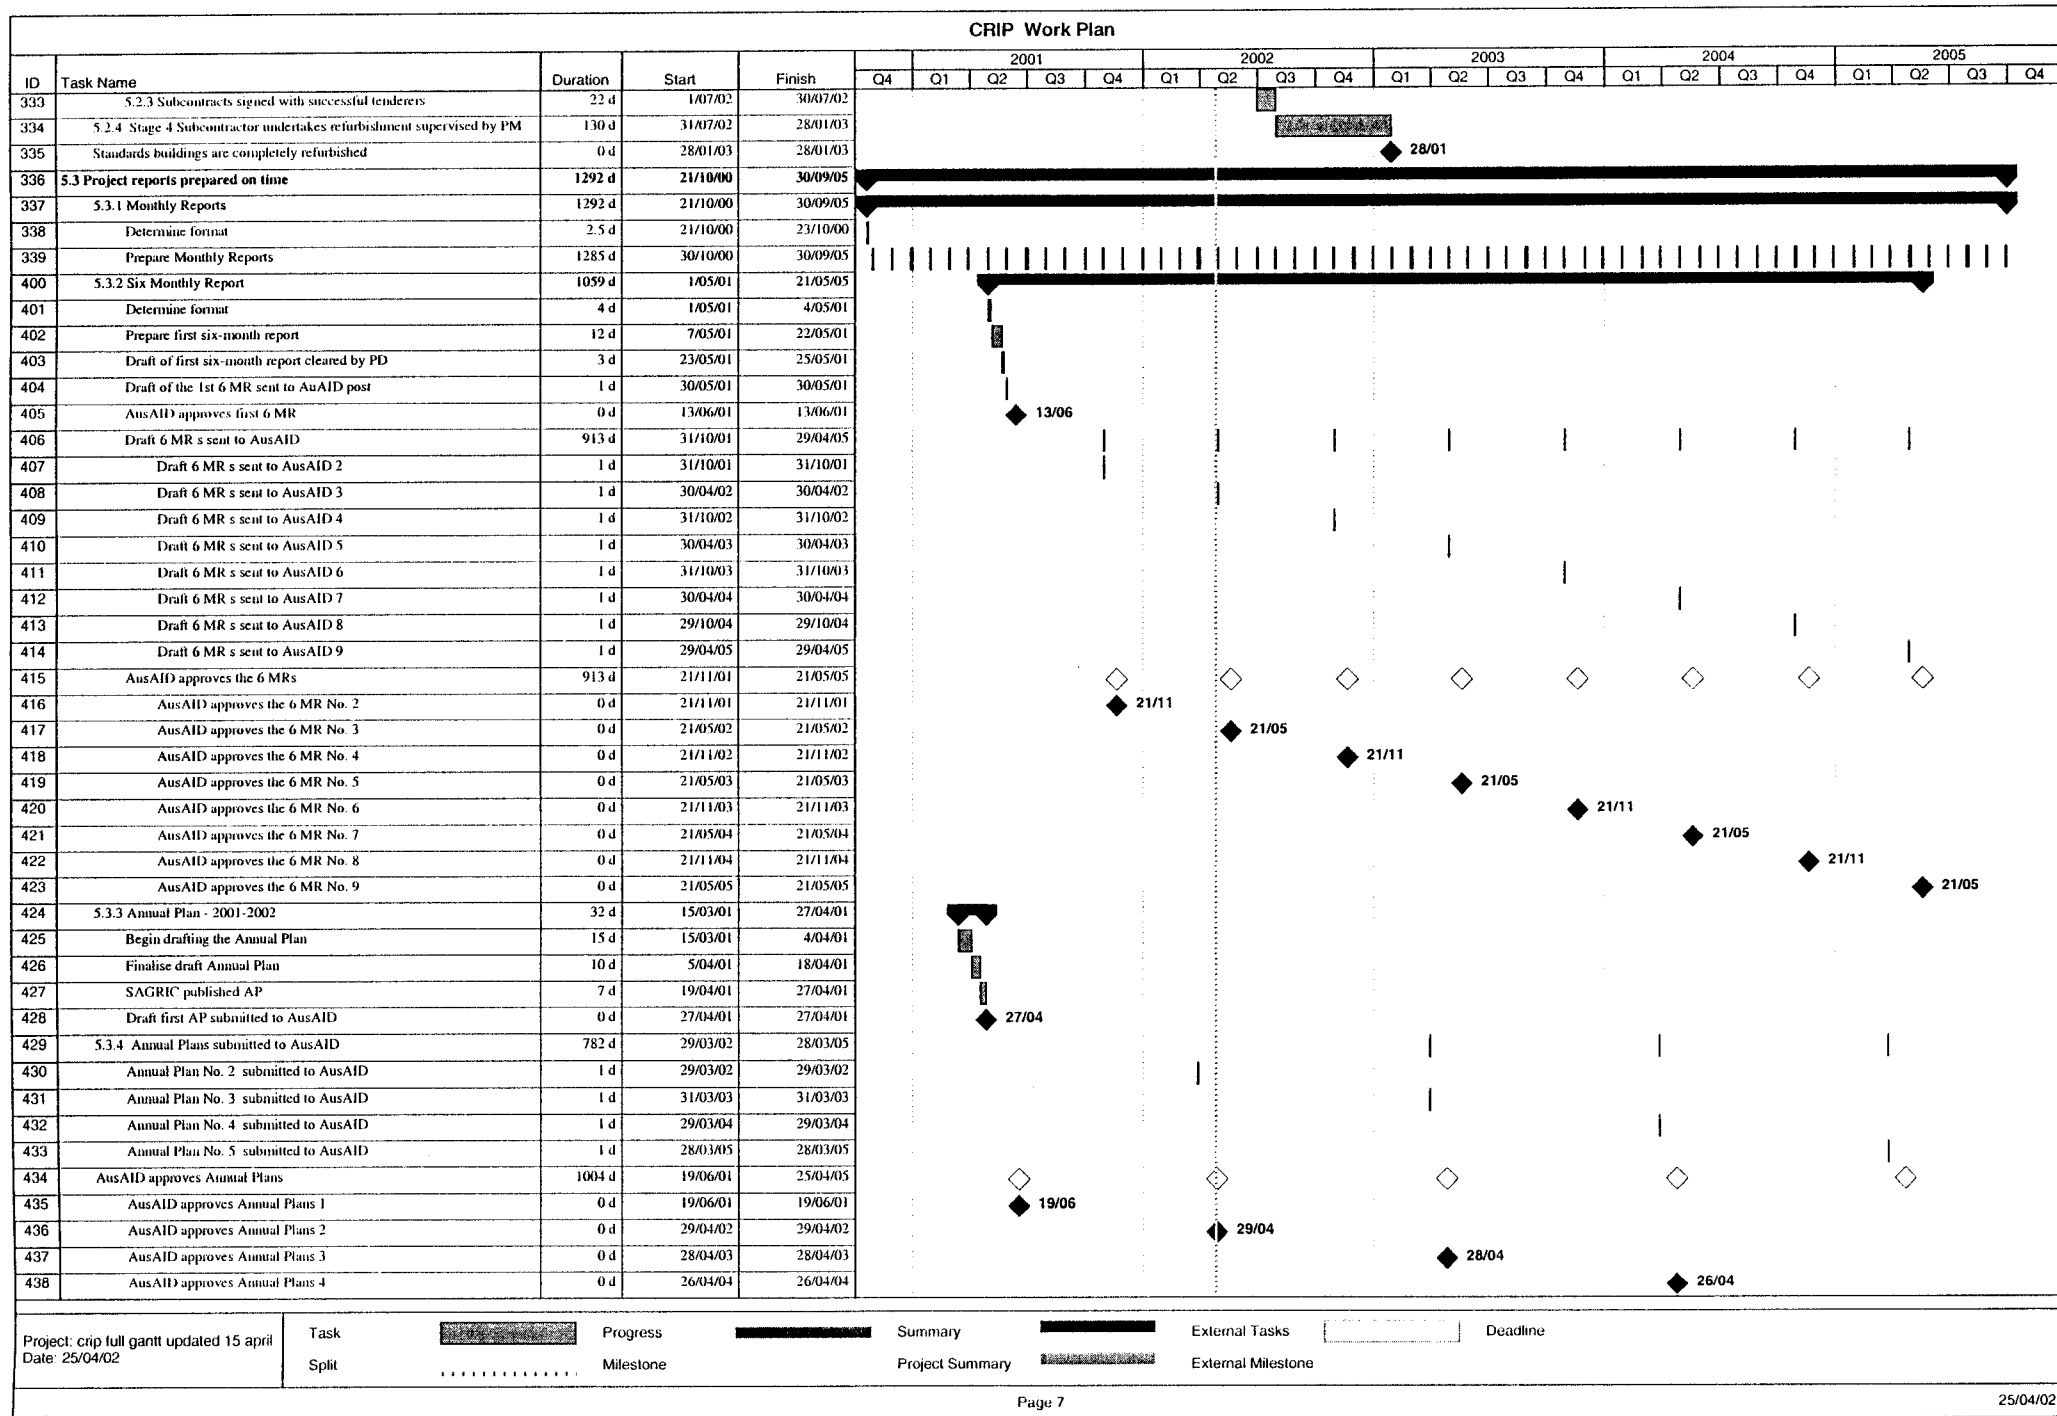 CRIP Work Plan
2001 2002 2003 2004 2005
ID Task Name Duration Start Finish Q4 Q1 Q2 Q3 Q4 Q1 Q2 Q3 Q4 Q1 Q2 Q3 Q4 Q1 Q2 Q3 Q4 Q1 Q2 Q3 Q4
333 5.2.3 Subcontracts signed with successful tenderers 22 d 1/07/02 30/07/02
334 5.2.4 Stage 4 Subcontractor undertakes refurbishment supervised by PM 130 d 31/07/02 28/01/03
335 Standards buildings are completely refurbished 0 d 28/01/03 28/01/03 28/01
336 5.3 Project reports prepared on time 1292 d 21/10/00 30/09/05
337 5.3.1 Monthly Reports 1292 d 21/10/00 30/09/05
338 Determine format 2.5 d 21/10/00 23/10/00
339 Prepare Monthly Reports 1285 d 30/10/00 30/09/05
400 5.3.2 Six Monthly Report 1059 d 1/05/01 21/05/05
401 Determine format 4 d 1/05/01 4/05/01
402 Prepare first six-month report 12 d 7/05/01 22/05/01
403 Draft of first six-month report cleared by PD 3 d 23/05/01 25/05/01
404 Draft of the 1st 6 MR sent to AuAID post 1 d 30/05/01 30/05/01
405 AusAID approves first 6 MR 0 d 13/06/01 13/06/01 13/06
406 Draft 6 MR s sent to AusAID 913 d 31/10/01 29/04/05
407 Draft 6 MR s sent to AusAID 2 1 d 31/10/01 31/10/01
408 Draft 6 MR s sent to AusAID 3 1 d 30/04/02 30/04/02
409 Draft 6 MR s sent to AusAID 4 1 d 31/10/02 31/10/02
410 Draft 6 MR s sent to AusAID 5 1 d 30/04/03 30/04/03
411 Draft 6 MR s sent to AusAID 6 1 d 31/10/03 31/10/03
412 Draft 6 MR s sent to AusAID 7 1 d 30/04/04 30/04/04
413 Draft 6 MR s sent to AusAID 8 1 d 29/10/04 29/10/04
414 Draft 6 MR s sent to AusAID 9 1 d 29/04/05 29/04/05
415 AusAID approves the 6 MRs 913 d 21/11/01 21/05/05
416 AusAID approves the 6 MR No. 2 0 d 21/11/01 21/11/01 21/11
417 AusAID approves the 6 MR No. 3 0 d 21/05/02 21/05/02 21/05
418 AusAID approves the 6 MR No. 4 0 d 21/11/02 21/11/02 21/11
419 AusAID approves the 6 MR No. 5 0 d 21/05/03 21/05/03 21/05
420 AusAID approves the 6 MR No. 6 0 d 21/11/03 21/11/03 21/11
421 AusAID approves the 6 MR No. 7 0 d 21/05/04 21/05/04 21/05
422 AusAID approves the 6 MR No. 8 0 d 21/11/04 21/11/04 21/11
423 AusAID approves the 6 MR No. 9 0 d 21/05/05 21/05/05 21/05
424 5.3.3 Annual Plan - 2001-2002 32 d 15/03/01 27/04/01
425 Begin drafting the Annual Plan 15 d 15/03/01 4/04/01
426 Finalise draft Annual Plan 10 d 5/04/01 18/04/01
427 SAGRIC published AP 7 d 19/04/01 27/04/01
428 Draft first AP submitted to AusAID 0 d 27/04/01 27/04/01 27/04
429 5.3.4 Annual Plans submitted to AusAID 782 d 29/03/02 28/03/05
430 Annual Plan No. 2 submitted to AusAID 1 d 29/03/02 29/03/02
431 Annual Plan No. 3 submitted to AusAID 1 d 31/03/03 31/03/03
432 Annual Plan No. 4 submitted to AusAID 1 d 29/03/04 29/03/04
433 Annual Plan No. 5 submitted to AusAID 1 d 28/03/05 28/03/05
434 AusAID approves Annual Plans 1004 d 19/06/01 25/04/05
435 AusAID approves Annual Plans 1 0 d 19/06/01 19/06/01 19/06
436 AusAID approves Annual Plans 2 0 d 29/04/02 29/04/02 29/04
437 AusAID approves Annual Plans 3 0 d 28/04/03 28/04/03 28/04
438 AusAID approves Annual Plans 4 0 d 26/04/04 26/04/04 26/04
Project: crip full gantt updated 15 april
Date: 25/04/02
Task Progress Summary External Tasks Deadline
Split Milestone Project Summary External Milestone
Page 7
25/04/02